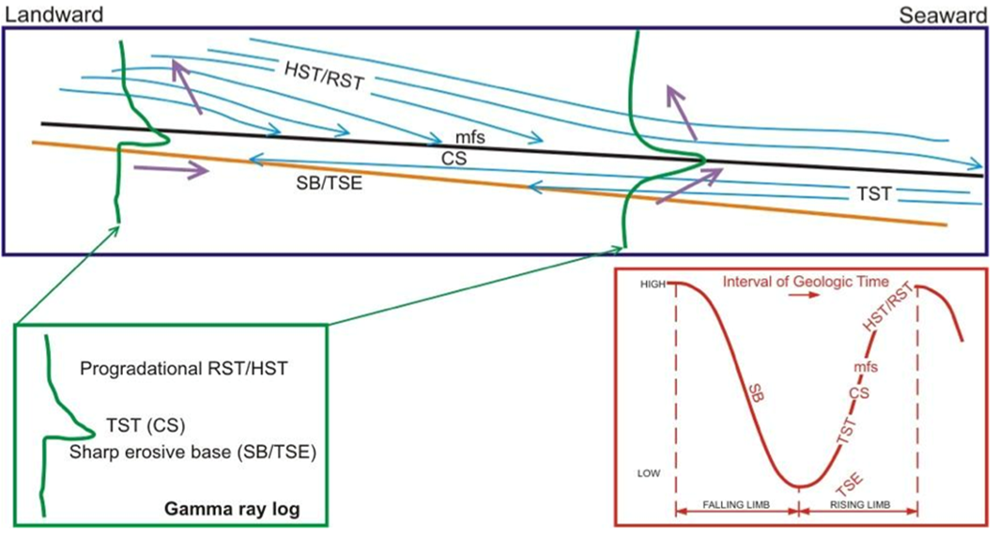 Landward
Seaward
HST/RST
mfs
CS
SB/TSE
TST
Progradational RST/HST
TST (CS)
Sharp erosive base (SB/TSE)
Gamma ray log
HIGH
Interval of Geologic Time
HST/RST
mfs
SB
CS
TST
LOW
TSE
FALLING LIMB
RISING LIMB